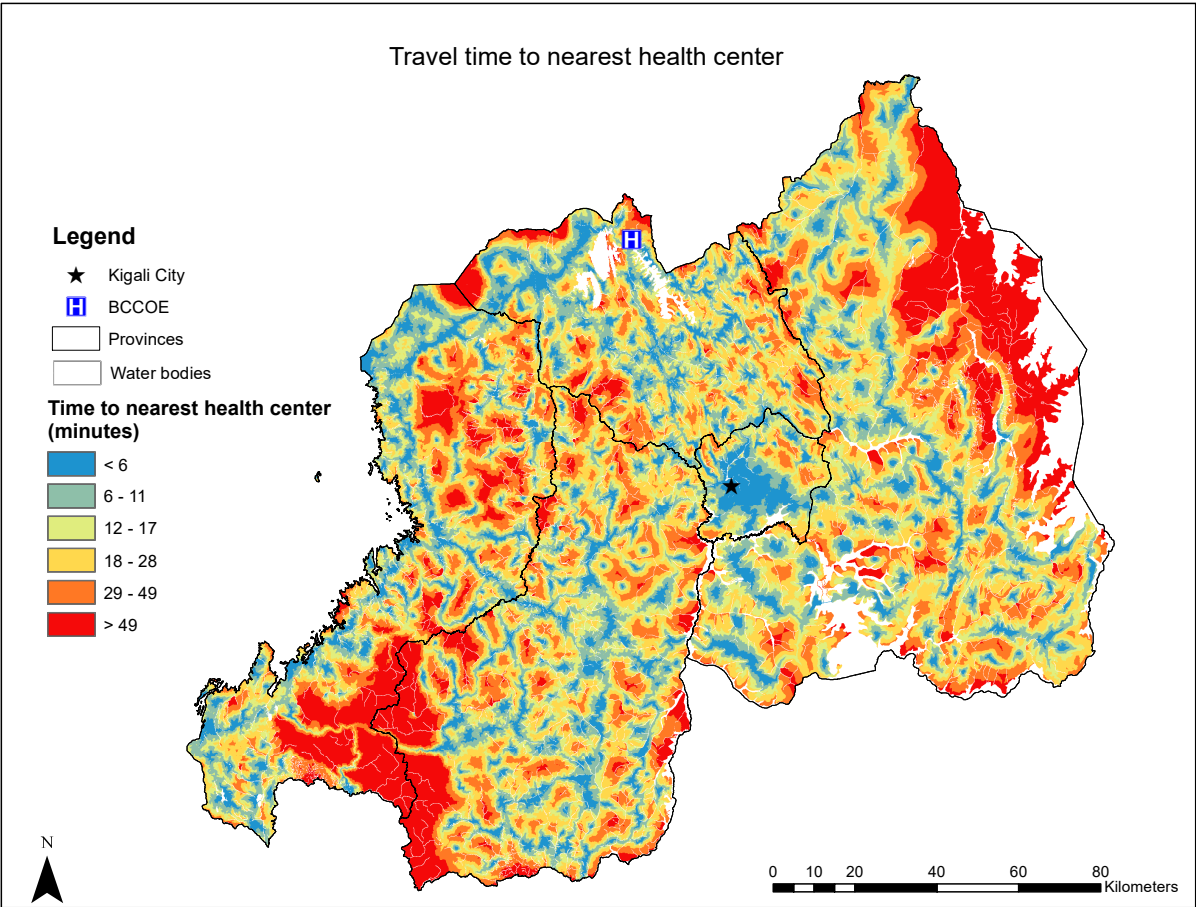 Travel time to nearest health center
H
Legend
Kigali City
H BCCOE
Provinces
Water bodies
Time to nearest health center
(minutes)
< 6
6 - 11
12 - 17
18 - 28
29 - 49
> 49
N
0 10 20 40 60 80
Kilometers